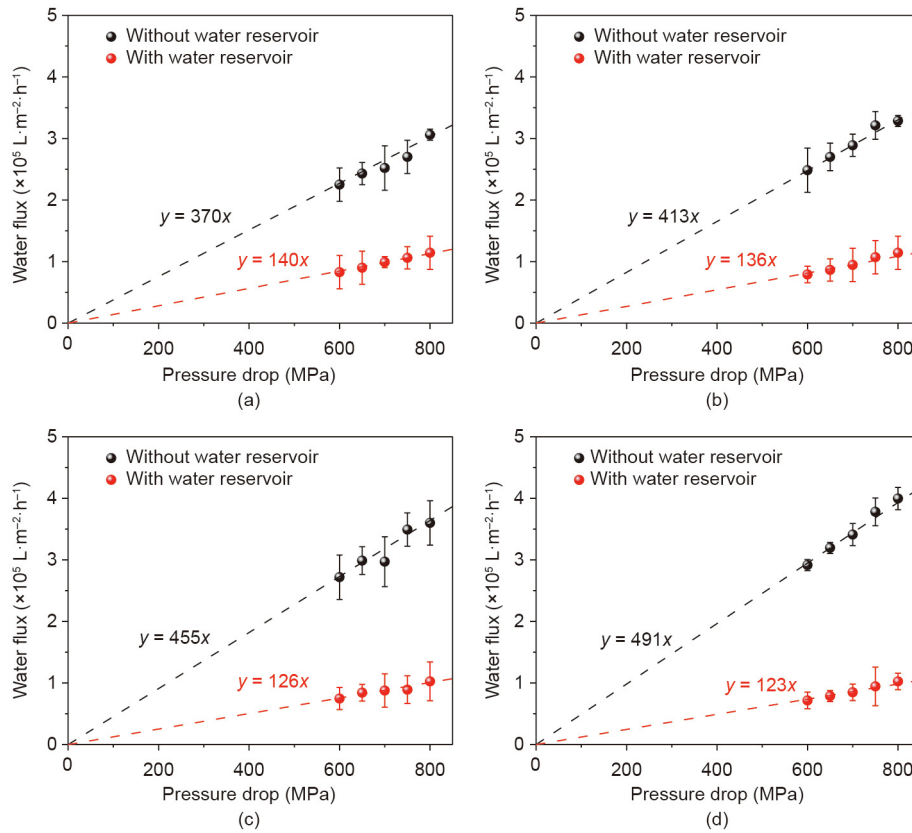 5
4
3
2
1
0
Water flux (×10⁵ L·m⁻²·h⁻¹)
Without water reservoir
With water reservoir
y = 370x
y = 140x
0 200 400 600 800
Pressure drop (MPa)
(a)
5
4
3
2
1
0
Water flux (×10⁵ L·m⁻²·h⁻¹)
Without water reservoir
With water reservoir
y = 413x
y = 136x
0 200 400 600 800
Pressure drop (MPa)
(b)
5
4
3
2
1
0
Water flux (×10⁵ L·m⁻²·h⁻¹)
Without water reservoir
With water reservoir
y = 455x
y = 126x
0 200 400 600 800
Pressure drop (MPa)
(c)
5
4
3
2
1
0
Water flux (×10⁵ L·m⁻²·h⁻¹)
Without water reservoir
With water reservoir
y = 491x
y = 123x
0 200 400 600 800
Pressure drop (MPa)
(d)